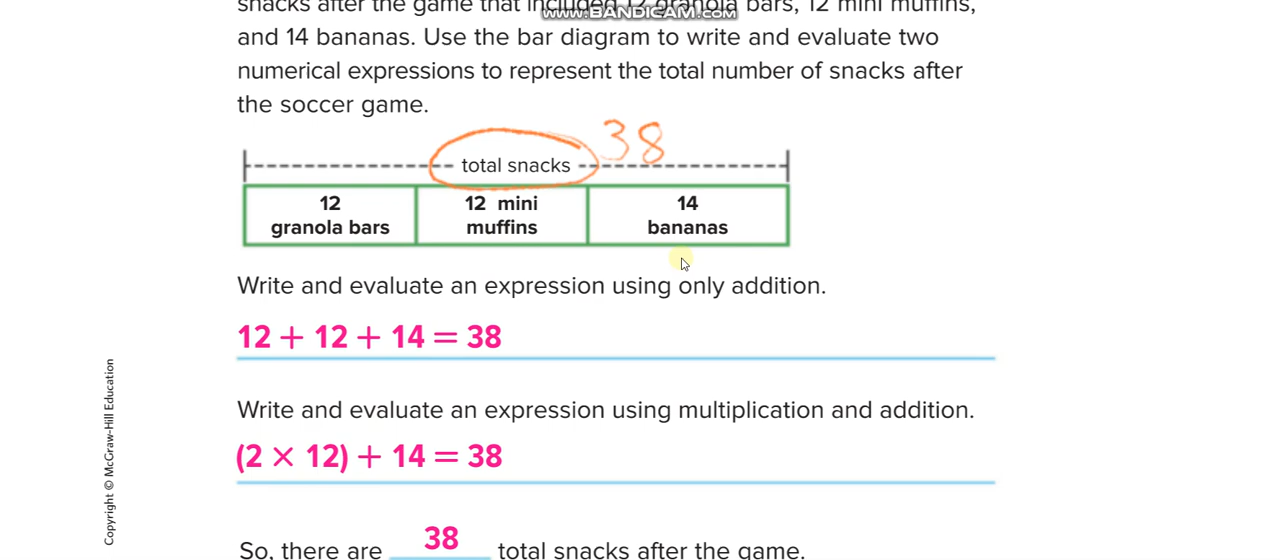 snacks after the game that included 12 granola bars, 12 mini muffins,
www.BANDICAM.com
and 14 bananas. Use the bar diagram to write and evaluate two
numerical expressions to represent the total number of snacks after
the soccer game.
38
total snacks
12 granola bars
12 mini muffins
14 bananas
Write and evaluate an expression using only addition.
12 + 12 + 14 = 38
Write and evaluate an expression using multiplication and addition.
(2 × 12) + 14 = 38
So, there are 38 total snacks after the game.
Copyright © McGraw-Hill Education